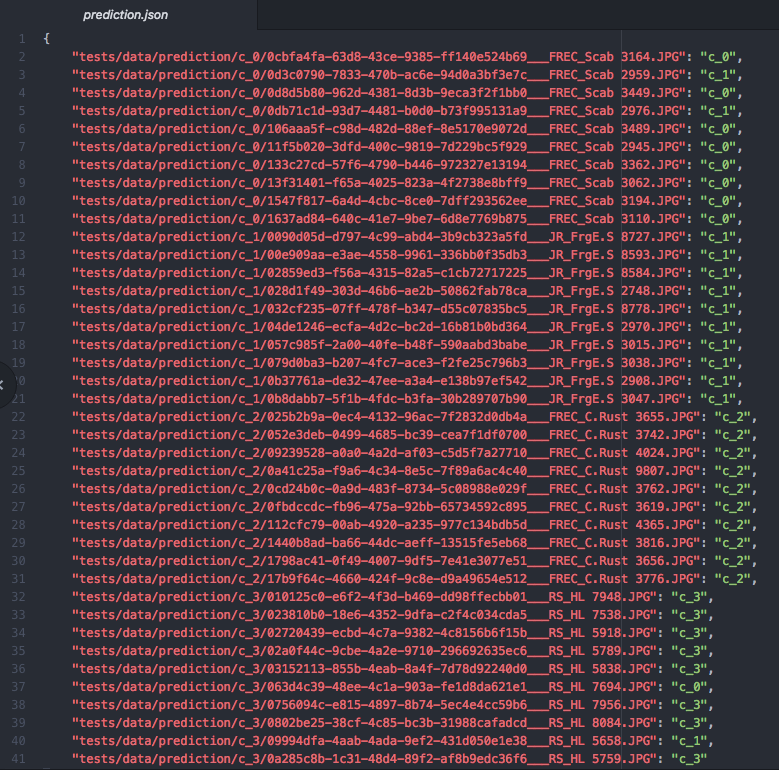 prediction.json
1 {
2 "tests/data/prediction/c_0/0cbfa4fa-63d8-43ce-9385-ff140e524b69___FREC_Scab 3164.JPG": "c_0",
3 "tests/data/prediction/c_0/0d3c0790-7833-470b-ac6e-94d0a3bf3e7c___FREC_Scab 2959.JPG": "c_1",
4 "tests/data/prediction/c_0/0d8d5b80-962d-4381-8d3b-9eca3f2f1bb0___FREC_Scab 3449.JPG": "c_0",
5 "tests/data/prediction/c_0/0db71c1d-93d7-4481-b0d0-b73f995131a9___FREC_Scab 2976.JPG": "c_1",
6 "tests/data/prediction/c_0/106aaa5f-c98d-482d-88ef-8e5170e9072d___FREC_Scab 3489.JPG": "c_0",
7 "tests/data/prediction/c_0/11f5b020-3dfd-400c-9819-7d229bc5f929___FREC_Scab 2945.JPG": "c_0",
8 "tests/data/prediction/c_0/133c27cd-57f6-4790-b446-972327e13194___FREC_Scab 3362.JPG": "c_0",
9 "tests/data/prediction/c_0/13f31401-f65a-4025-823a-4f2738e8bff9___FREC_Scab 3062.JPG": "c_0",
10 "tests/data/prediction/c_0/1547f817-6a4d-4cbc-8ce0-7dff293562ee___FREC_Scab 3194.JPG": "c_0",
11 "tests/data/prediction/c_0/1637ad84-640c-41e7-9be7-6d8e7769b875___FREC_Scab 3110.JPG": "c_0",
12 "tests/data/prediction/c_1/0090d05d-d797-4c99-abd4-3b9cb323a5fd___JR_FrgE.S 8727.JPG": "c_1",
13 "tests/data/prediction/c_1/00e909aa-e3ae-4558-9961-336bb0f35db3___JR_FrgE.S 8593.JPG": "c_1",
14 "tests/data/prediction/c_1/02859ed3-f56a-4315-82a5-c1cb72717225___JR_FrgE.S 8584.JPG": "c_1",
15 "tests/data/prediction/c_1/028d1f49-303d-46b6-ae2b-50862fab78ca___JR_FrgE.S 2748.JPG": "c_1",
16 "tests/data/prediction/c_1/032cf235-07ff-478f-b347-d55c07835bc5___JR_FrgE.S 8778.JPG": "c_1",
17 "tests/data/prediction/c_1/04de1246-ecfa-4d2c-bc2d-16b81b0bd364___JR_FrgE.S 2970.JPG": "c_1",
18 "tests/data/prediction/c_1/057c985f-2a00-40fe-b48f-590aabd3babe___JR_FrgE.S 3015.JPG": "c_1",
19 "tests/data/prediction/c_1/079d0ba3-b207-4fc7-ace3-f2fe25c796b3___JR_FrgE.S 3038.JPG": "c_1",
20 "tests/data/prediction/c_1/0b37761a-de32-47ee-a3a4-e138b97ef542___JR_FrgE.S 2908.JPG": "c_1",
21 "tests/data/prediction/c_1/0b8dabb7-5f1b-4fdc-b3fa-30b289707b90___JR_FrgE.S 3047.JPG": "c_1",
22 "tests/data/prediction/c_2/025b2b9a-0ec4-4132-96ac-7f2832d0db4a___FREC_C.Rust 3655.JPG": "c_2",
23 "tests/data/prediction/c_2/052e3deb-0499-4685-bc39-cea7f1df0700___FREC_C.Rust 3742.JPG": "c_2",
24 "tests/data/prediction/c_2/09239528-a0a0-4a2d-af03-c5d5f7a27710___FREC_C.Rust 4024.JPG": "c_2",
25 "tests/data/prediction/c_2/0a41c25a-f9a6-4c34-8e5c-7f89a6ac4c40___FREC_C.Rust 9807.JPG": "c_2",
26 "tests/data/prediction/c_2/0cd24b0c-0a9d-483f-8734-5c08988e029f___FREC_C.Rust 3762.JPG": "c_2",
27 "tests/data/prediction/c_2/0fbdccdc-fb96-475a-92bb-65734592c895___FREC_C.Rust 3619.JPG": "c_2",
28 "tests/data/prediction/c_2/112cfc79-00ab-4920-a235-977c134bdb5d___FREC_C.Rust 4365.JPG": "c_2",
29 "tests/data/prediction/c_2/1440b8ad-ba66-44dc-aeff-13515fe5eb68___FREC_C.Rust 3816.JPG": "c_2",
30 "tests/data/prediction/c_2/1798ac41-0f49-4007-9df5-7e41e3077e51___FREC_C.Rust 3656.JPG": "c_2",
31 "tests/data/prediction/c_2/17b9f64c-4660-424f-9c8e-d9a49654e512___FREC_C.Rust 3776.JPG": "c_2",
32 "tests/data/prediction/c_3/010125c0-e6f2-4f3d-b469-dd98ffecbb01___RS_HL 7948.JPG": "c_3",
33 "tests/data/prediction/c_3/023810b0-18e6-4352-9dfa-c2f4c034cda5___RS_HL 7538.JPG": "c_3",
34 "tests/data/prediction/c_3/02720439-ecbd-4c7a-9382-4c8156b6f15b___RS_HL 5918.JPG": "c_3",
35 "tests/data/prediction/c_3/02a0f44c-9cbe-4a2e-9710-296692635ec6___RS_HL 5789.JPG": "c_3",
36 "tests/data/prediction/c_3/03152113-855b-4eab-8a4f-7d78d92240d0___RS_HL 5838.JPG": "c_3",
37 "tests/data/prediction/c_3/063d4c39-48ee-4c1a-903a-fe1d8da621e1___RS_HL 7694.JPG": "c_0",
38 "tests/data/prediction/c_3/0756094c-e815-4897-8b74-5ec4e4cc59b6___RS_HL 7956.JPG": "c_3",
39 "tests/data/prediction/c_3/0802be25-38cf-4c85-bc3b-31988cafadcd___RS_HL 8084.JPG": "c_3",
40 "tests/data/prediction/c_3/09994dfa-4aab-4ada-9ef2-431d050e1e38___RS_HL 5658.JPG": "c_1",
41 "tests/data/prediction/c_3/0a285c8b-1c31-48d4-89f2-af8b9edc36f6___RS_HL 5759.JPG": "c_3"